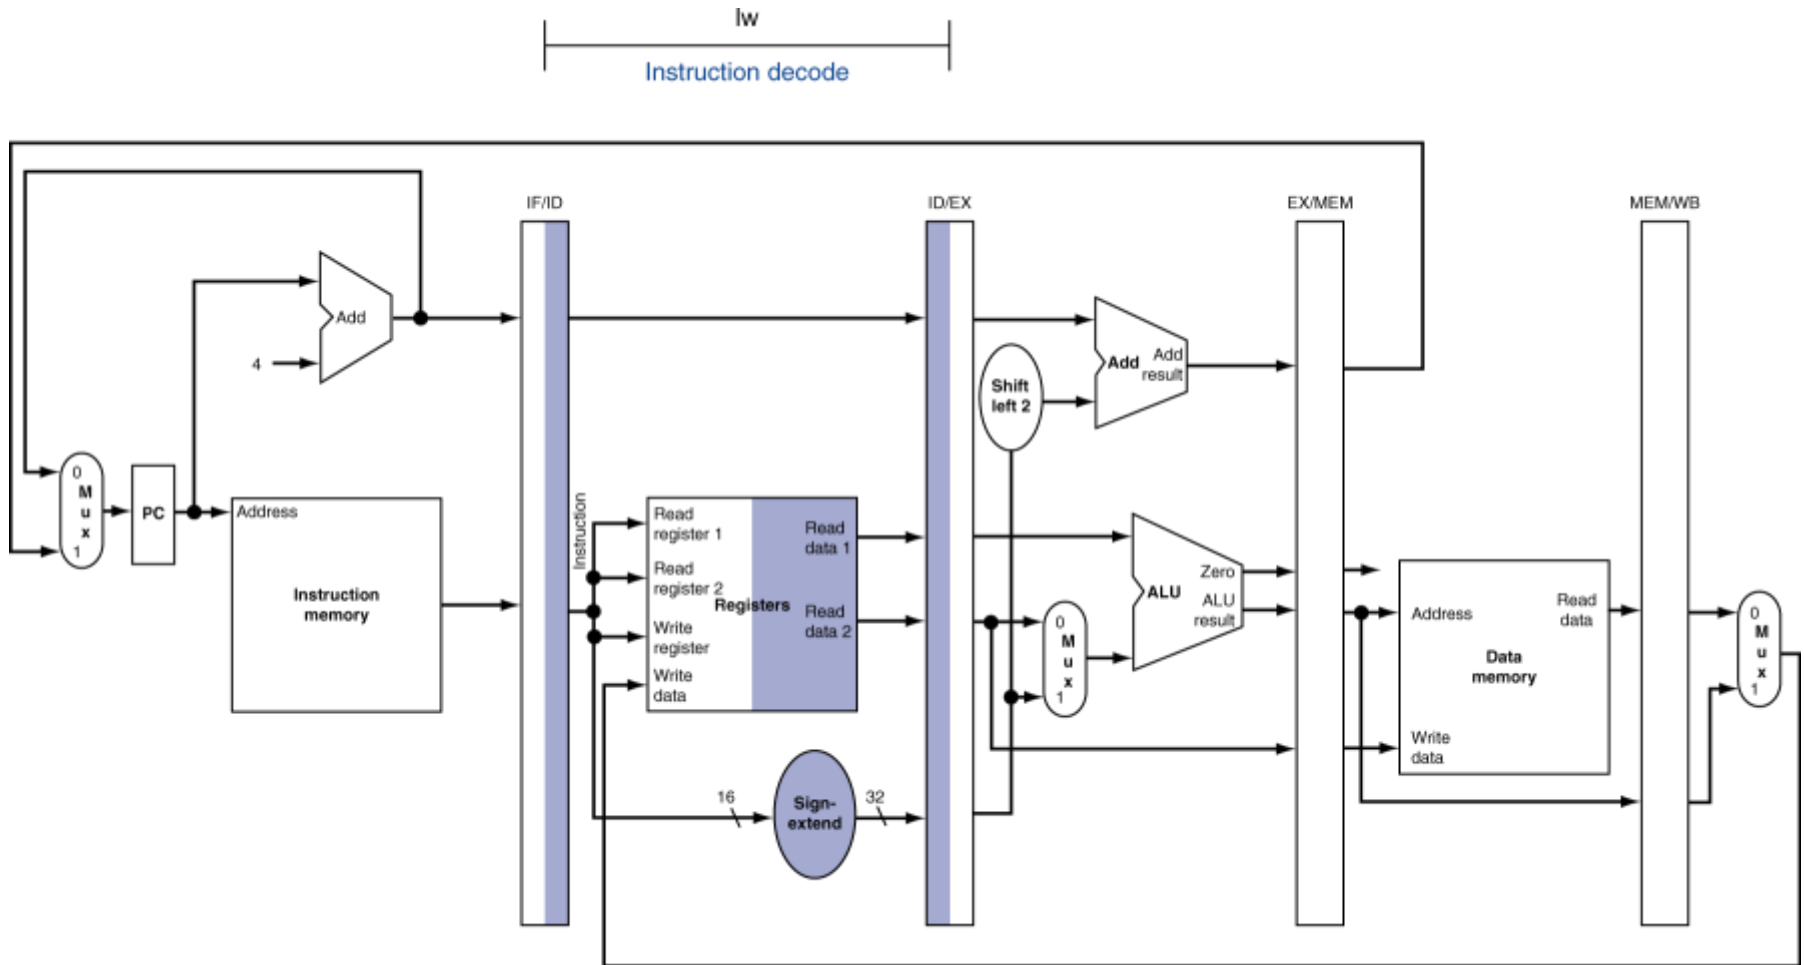 lw
Instruction decode
IF/ID
ID/EX
EX/MEM
MEM/WB
Add
4
Shift
left 2
Add
Add
result
0
M
u
x
1
PC
Address
Instruction
memory
Instruction
Read
register 1
Read
register 2
Write
register
Write
data
Registers
Read
data 1
Read
data 2
16
Sign-
extend
32
0
M
u
x
1
ALU
Zero
ALU
result
Address
Read
data
Data
memory
Write
data
0
M
u
x
1